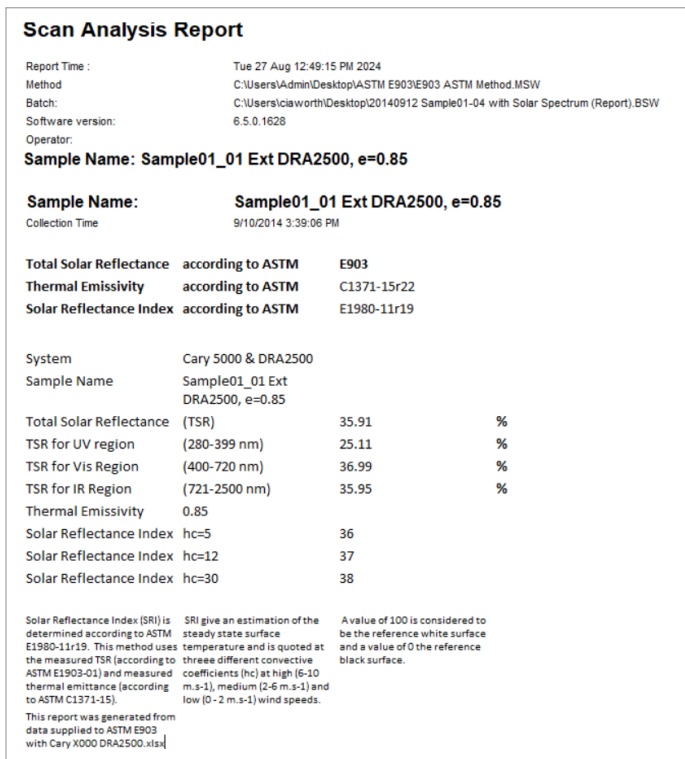 Scan Analysis Report
Report Time : Tue 27 Aug 12:49:15 PM 2024
Method C:\Users\Admin\Desktop\ASTM E903\E903 ASTM Method.MSW
Batch: C:\Users\ciaworth\Desktop\20140912 Sample01-04 with Solar Spectrum (Report).BSW
Software version: 6.5.0.1628
Operator:
Sample Name: Sample01_01 Ext DRA2500, e=0.85
Sample Name: Sample01_01 Ext DRA2500, e=0.85
Collection Time 9/10/2014 3:39:06 PM
Total Solar Reflectance according to ASTM E903
Thermal Emissivity according to ASTM C1371-15r22
Solar Reflectance Index according to ASTM E1980-11r19
System Cary 5000 & DRA2500
Sample Name Sample01_01 Ext
DRA2500, e=0.85
Total Solar Reflectance (TSR) 35.91 %
TSR for UV region (280-399 nm) 25.11 %
TSR for Vis Region (400-720 nm) 36.99 %
TSR for IR Region (721-2500 nm) 35.95 %
Thermal Emissivity 0.85
Solar Reflectance Index hc=5 36
Solar Reflectance Index hc=12 37
Solar Reflectance Index hc=30 38
Solar Reflectance Index (SRI) is
determined according to ASTM
E1980-11r19. This method uses
the measured TSR (according to
ASTM E1903-01) and measured
thermal emittance (according
to ASTM C1371-15).
SRI give an estimation of the
steady state surface
temperature and is quoted at
threee different convective
coefficients (hc) at high (6-10
m.s-1), medium (2-6 m.s-1) and
low (0 - 2 m.s-1) wind speeds.
A value of 100 is considered to
be the reference white surface
and a value of 0 the reference
black surface.
This report was generated from
data supplied to ASTM E903
with Cary X000 DRA2500.xlsx